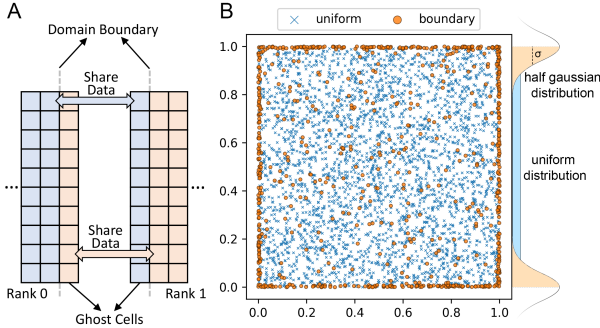 A
Domain Boundary
Share
Data
...
...
Share
Data
Rank 0
Rank 1
Ghost Cells
B
uniform
boundary
1.0
0.8
0.6
0.4
0.2
0.0
0.0
0.2
0.4
0.6
0.8
1.0
σ
half gaussian
distribution
uniform
distribution